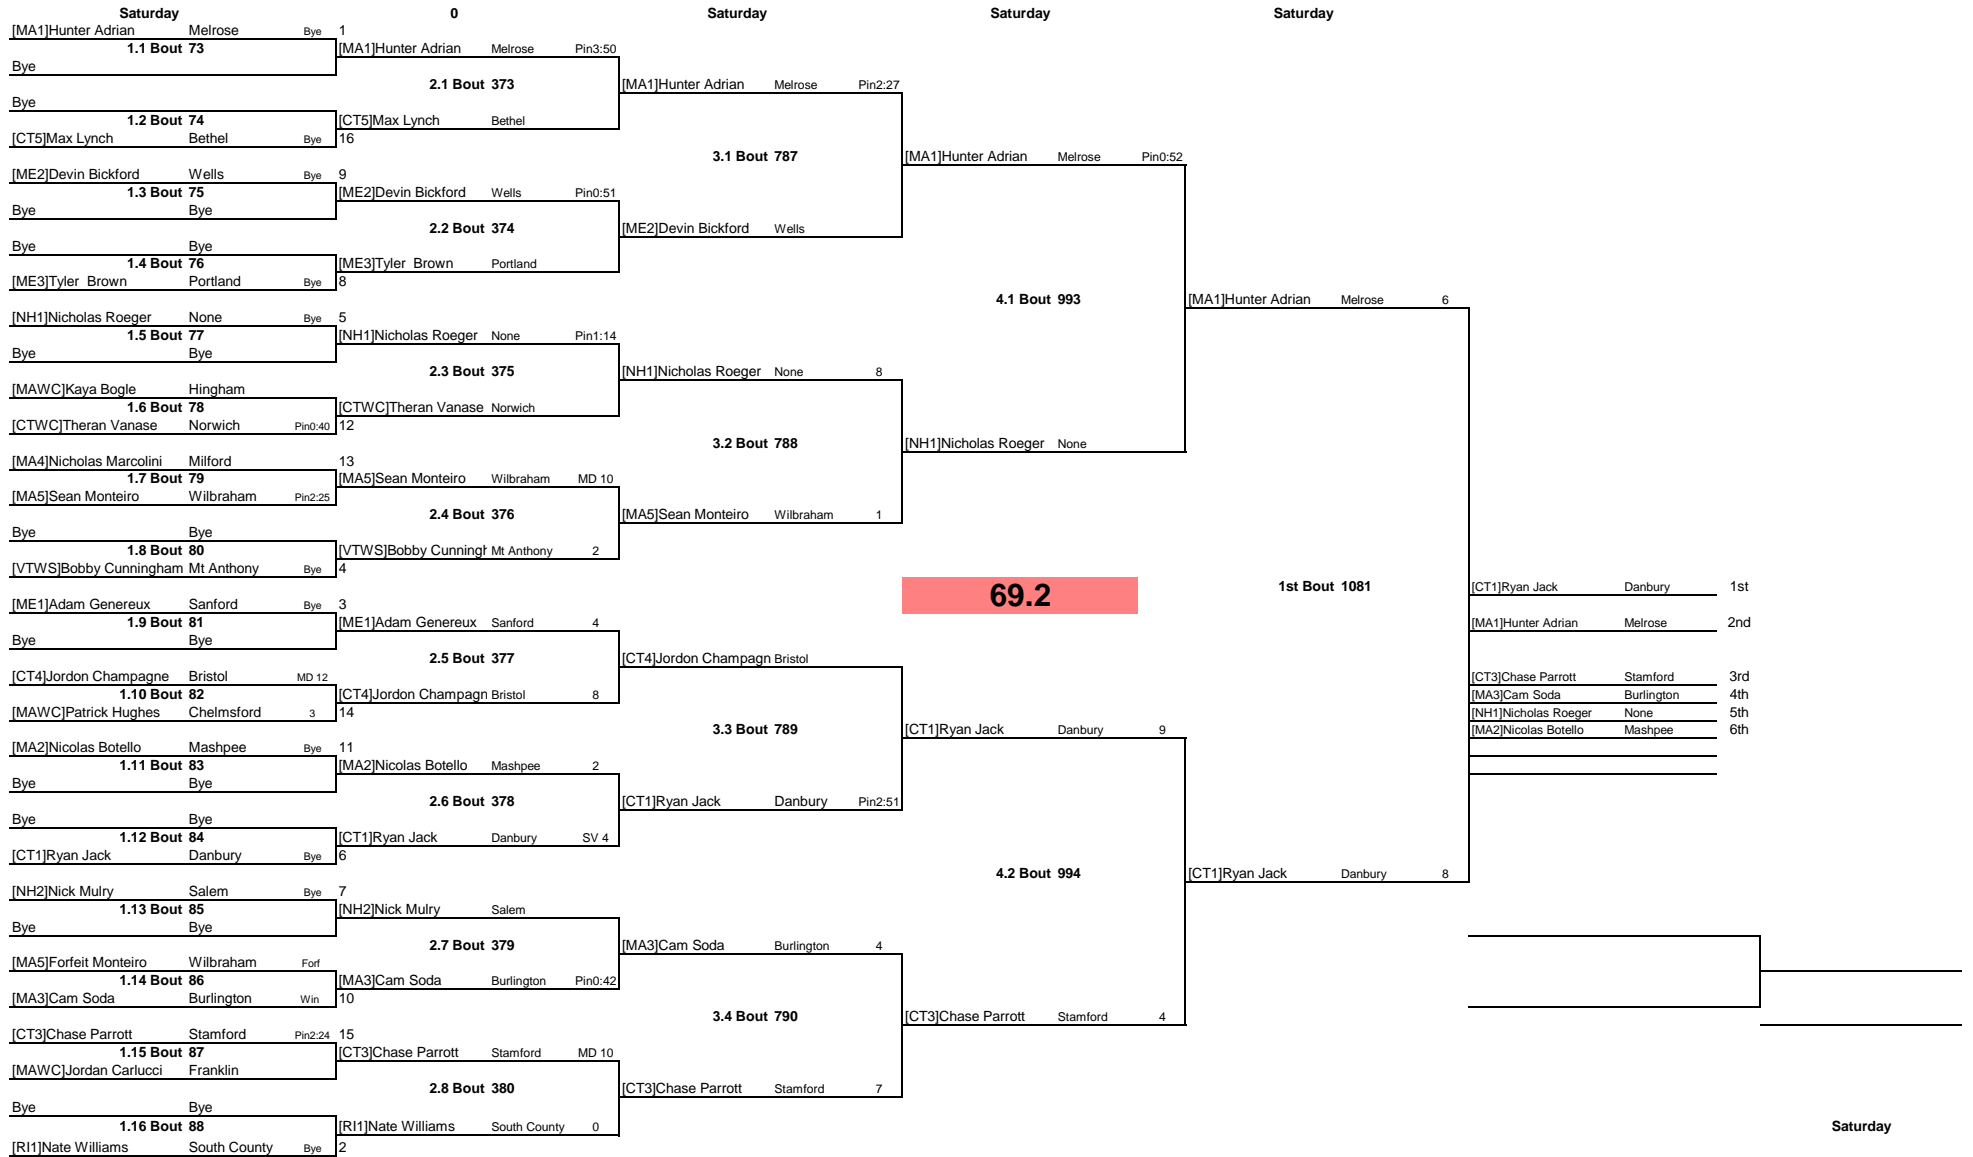 Saturday 0 Saturday Saturday Saturday
[MA1]Hunter Adrian Melrose Bye 1
1.1 Bout 73 [MA1]Hunter Adrian Melrose Pin3:50
Bye
2.1 Bout 373 [MA1]Hunter Adrian Melrose Pin2:27
Bye
1.2 Bout 74 [CT5]Max Lynch Bethel
[CT5]Max Lynch Bethel Bye 16
3.1 Bout 787 [MA1]Hunter Adrian Melrose Pin0:52
[ME2]Devin Bickford Wells Bye 9
1.3 Bout 75 [ME2]Devin Bickford Wells Pin0:51
Bye Bye
2.2 Bout 374 [ME2]Devin Bickford Wells
Bye Bye
1.4 Bout 76 [ME3]Tyler Brown Portland
[ME3]Tyler Brown Portland Bye 8
4.1 Bout 993 [MA1]Hunter Adrian Melrose 6
[NH1]Nicholas Roeger None Bye 5
1.5 Bout 77 [NH1]Nicholas Roeger None Pin1:14
Bye Bye
2.3 Bout 375 [NH1]Nicholas Roeger None 8
[MAWC]Kaya Bogle Hingham
1.6 Bout 78 [CTWC]Theran Vanase Norwich
[CTWC]Theran Vanase Norwich Pin0:40 12
3.2 Bout 788 [NH1]Nicholas Roeger None
[MA4]Nicholas Marcolini Milford 13
1.7 Bout 79 [MA5]Sean Monteiro Wilbraham MD 10
[MA5]Sean Monteiro Wilbraham Pin2:25
2.4 Bout 376 [MA5]Sean Monteiro Wilbraham 1
Bye Bye
1.8 Bout 80 [VTWS]Bobby Cunningh Mt Anthony 2
[VTWS]Bobby Cunningham Mt Anthony Bye 4
69.2 1st Bout 1081 [CT1]Ryan Jack Danbury 1st
[ME1]Adam Genereux Sanford Bye 3
1.9 Bout 81 [ME1]Adam Genereux Sanford 4 [MA1]Hunter Adrian Melrose 2nd
Bye Bye
2.5 Bout 377 [CT4]Jordon Champagn Bristol
[CT4]Jordon Champagne Bristol MD 12 [CT3]Chase Parrott Stamford 3rd
1.10 Bout 82 [CT4]Jordon Champagn Bristol 8 [MA3]Cam Soda Burlington 4th
[MAWC]Patrick Hughes Chelmsford 3 14 [NH1]Nicholas Roeger None 5th
3.3 Bout 789 [CT1]Ryan Jack Danbury 9 [MA2]Nicolas Botello Mashpee 6th
[MA2]Nicolas Botello Mashpee Bye 11
1.11 Bout 83 [MA2]Nicolas Botello Mashpee 2
Bye Bye
2.6 Bout 378 [CT1]Ryan Jack Danbury Pin2:51
Bye Bye
1.12 Bout 84 [CT1]Ryan Jack Danbury SV 4
[CT1]Ryan Jack Danbury Bye 6
4.2 Bout 994 [CT1]Ryan Jack Danbury 8
[NH2]Nick Mulry Salem Bye 7
1.13 Bout 85 [NH2]Nick Mulry Salem
Bye Bye
2.7 Bout 379 [MA3]Cam Soda Burlington 4
[MA5]Forfeit Monteiro Wilbraham Forf
1.14 Bout 86 [MA3]Cam Soda Burlington Pin0:42
[MA3]Cam Soda Burlington Win 10
3.4 Bout 790 [CT3]Chase Parrott Stamford 4
[CT3]Chase Parrott Stamford Pin2:24 15
1.15 Bout 87 [CT3]Chase Parrott Stamford MD 10
[MAWC]Jordan Carlucci Franklin
2.8 Bout 380 [CT3]Chase Parrott Stamford 7
Bye Bye
1.16 Bout 88 [RI1]Nate Williams South County 0 Saturday
[RI1]Nate Williams South County Bye 2